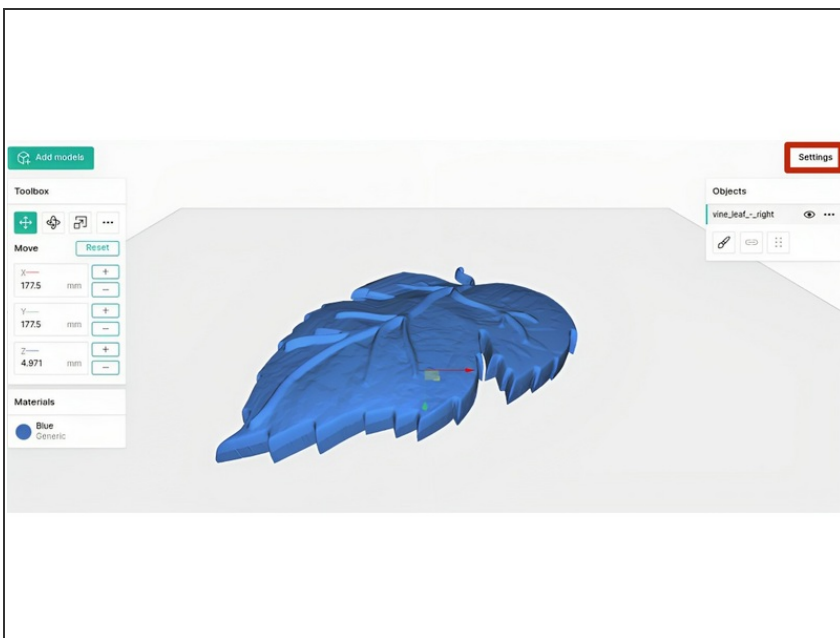 Add models
Settings
Toolbox
Objects
vine_leaf_-_right
Move
Reset
X
177.5 mm
+
−
Y
177.5 mm
+
−
Z
4.971 mm
+
−
Materials
Blue
Generic